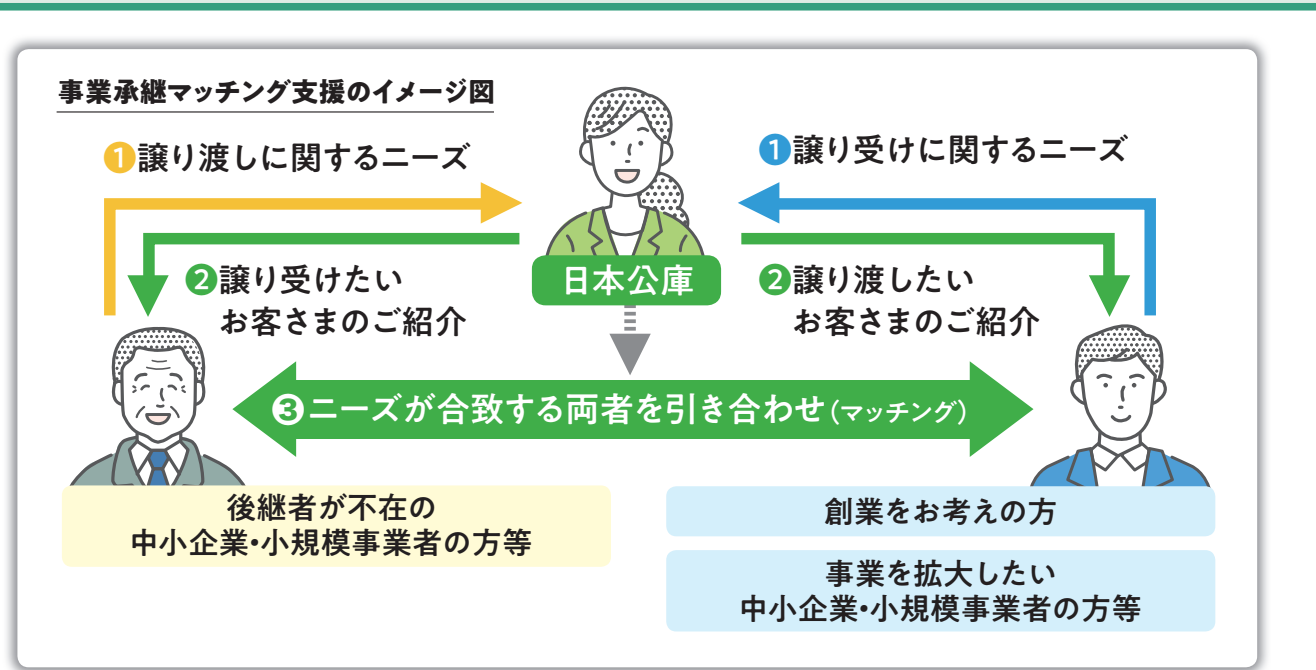 事業承継マッチング支援のイメージ図
❶譲り渡しに関するニーズ
❶譲り受けに関するニーズ
❷譲り受けたい
お客さまのご紹介
日本公庫
❷譲り渡したい
お客さまのご紹介
❸ニーズが合致する両者を引き合わせ(マッチング)
後継者が不在の
中小企業・小規模事業者の方等
創業をお考えの方
事業を拡大したい
中小企業・小規模事業者の方等